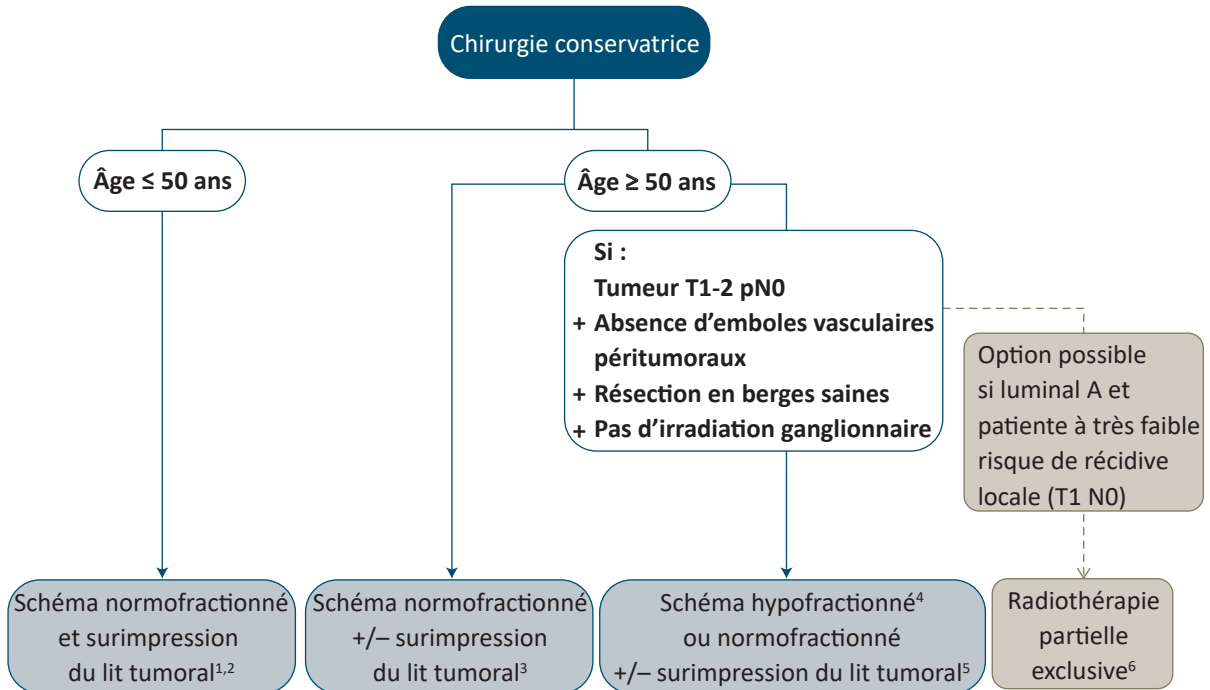 Chirurgie conservatrice
Âge ≤ 50 ans
Âge ≥ 50 ans
Si :
Tumeur T1-2 pN0
+ Absence d’emboles vasculaires
péritumoraux
+ Résection en berges saines
+ Pas d’irradiation ganglionnaire
Option possible
si luminal A et
patiente à très faible
risque de récidive
locale (T1 N0)
Schéma normofractionné
et surimpression
du lit tumoral1,2
Schéma normofractionné
+/– surimpression
du lit tumoral3
Schéma hypofractionné4
ou normofractionné
+/– surimpression du lit tumoral5
Radiothérapie
partielle
exclusive6